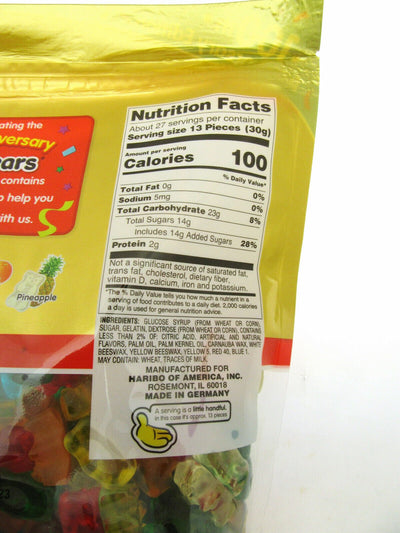 ating the
versary
ars
contains
o help you
ith us.
Pineapple
Nutrition Facts
About 27 servings per container
Serving size 13 Pieces (30g)
Amount per serving
Calories 100
% Daily Value*
Total Fat 0g 0%
Sodium 5mg 0%
Total Carbohydrate 23g 8%
Total Sugars 14g
Includes 14g Added Sugars 28%
Protein 2g
Not a significant source of saturated fat,
trans fat, cholesterol, dietary fiber,
vitamin D, calcium, iron and potassium.
*The % Daily Value tells you how much a nutrient in a
serving of food contributes to a daily diet. 2,000 calories
a day is used for general nutrition advice.
INGREDIENTS: GLUCOSE SYRUP (FROM WHEAT OR CORN),
SUGAR, GELATIN, DEXTROSE (FROM WHEAT OR CORN), CONTAINS
LESS THAN 2% OF: CITRIC ACID, ARTIFICIAL AND NATURAL
FLAVORS, PALM OIL, PALM KERNEL OIL, CARNAUBA WAX, WHITE
BEESWAX, YELLOW BEESWAX, YELLOW 5, RED 40, BLUE 1.
MAY CONTAIN: WHEAT, TRACES OF MILK.
MANUFACTURED FOR
HARIBO OF AMERICA, INC.
ROSEMONT, IL 60018
MADE IN GERMANY
A serving is a little handful,
in this case it's approx. 13 pieces
23